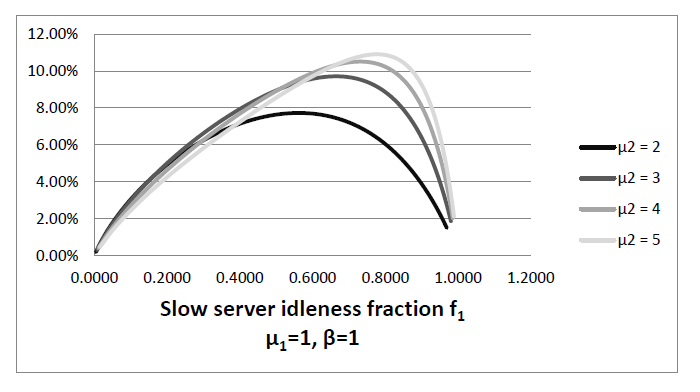 12.00%
10.00%
8.00%
6.00%
4.00%
2.00%
0.00%
0.0000 0.2000 0.4000 0.6000 0.8000 1.0000 1.2000
Slow server idleness fraction f₁
μ₁=1, β=1
μ2 = 2
μ2 = 3
μ2 = 4
μ2 = 5